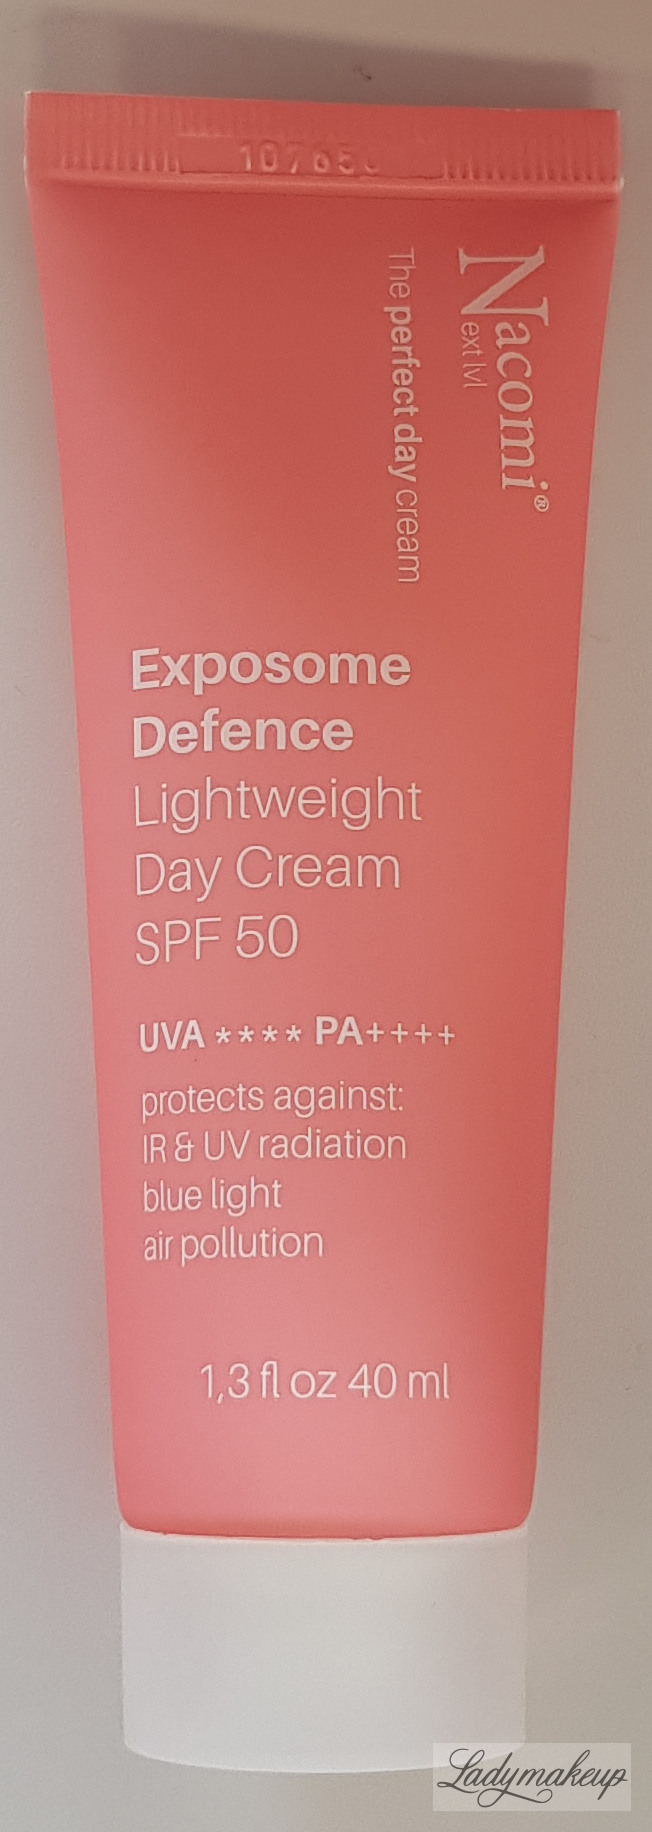 Nacomi®
ext lvl
The perfect day cream
Exposome
Defence
Lightweight
Day Cream
SPF 50
UVA **** PA++++
protects against:
IR & UV radiation
blue light
air pollution
1,3 fl oz 40 ml
Ladymakeup